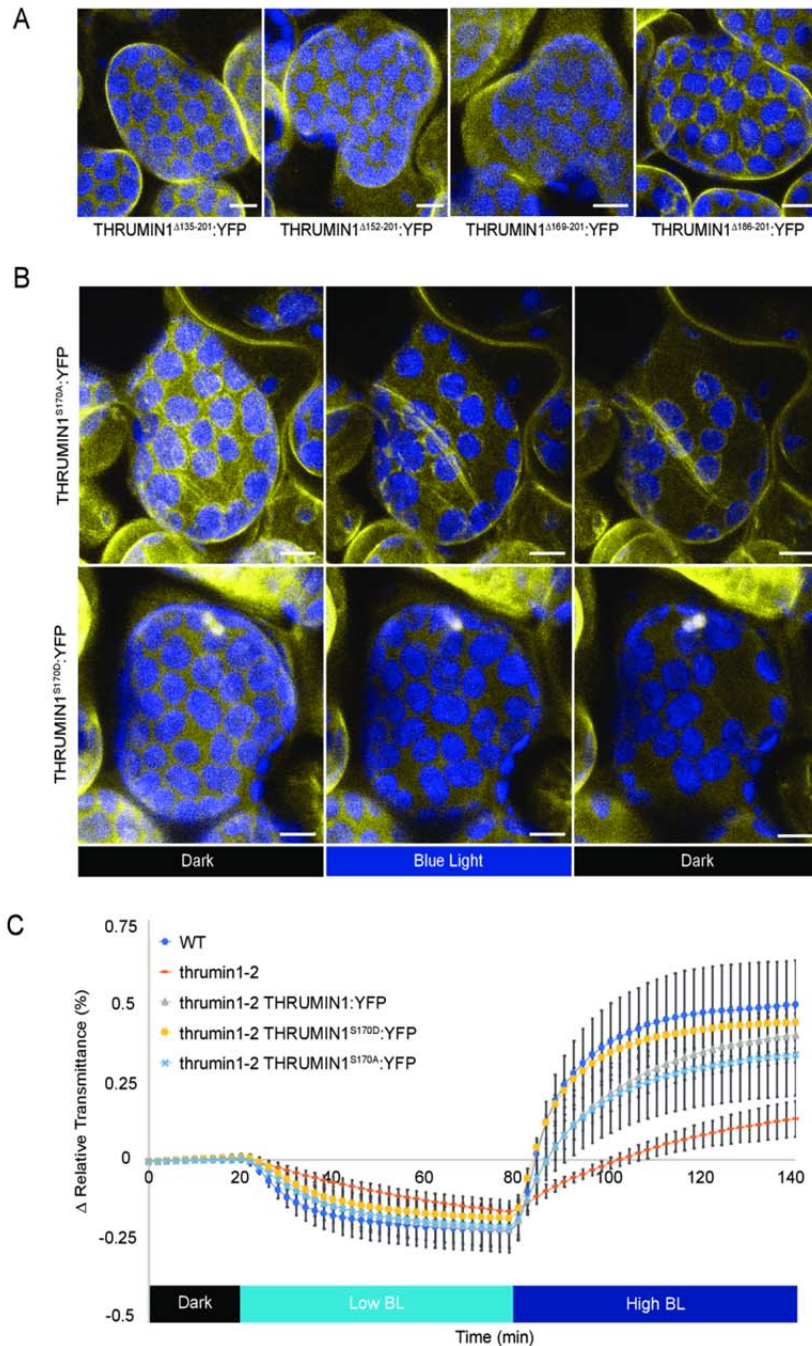 A
THRUMIN1Δ135-201:YFP THRUMIN1Δ152-201:YFP THRUMIN1Δ169-201:YFP THRUMIN1Δ186-201:YFP
B
THRUMIN1S170A:YFP
THRUMIN1S170D:YFP
Dark Blue Light Dark
C
0.75
0.5
0.25
0
-0.25
-0.5
Δ Relative Transmittance (%)
WT
thrumin1-2
thrumin1-2 THRUMIN1:YFP
thrumin1-2 THRUMIN1S170D:YFP
thrumin1-2 THRUMIN1S170A:YFP
0 20 40 60 80 100 120 140
Dark Low BL High BL
Time (min)